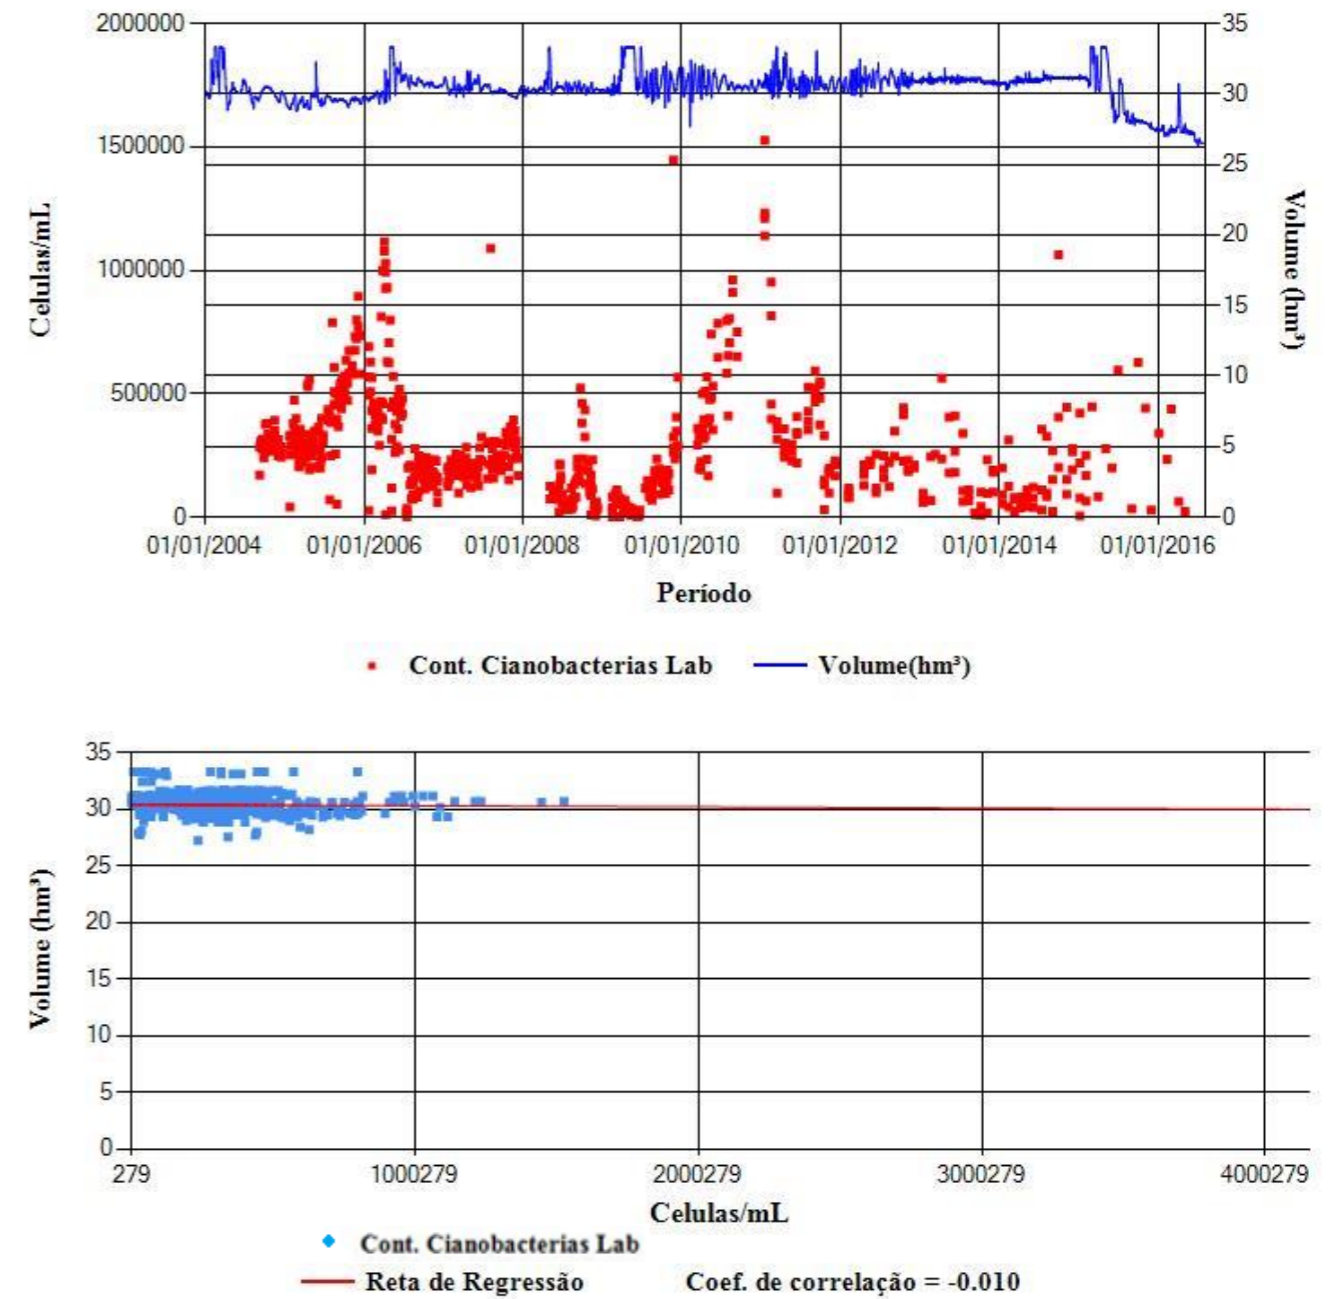 2000000
1500000
1000000
500000
0
Celulas/mL
35
30
25
20
15
10
5
0
Volume (hm³)
01/01/2004 01/01/2006 01/01/2008 01/01/2010 01/01/2012 01/01/2014 01/01/2016
Período
Cont. Cianobacterias Lab Volume(hm³)
35
30
25
20
15
10
5
0
Volume (hm³)
279 1000279 2000279 3000279 4000279
Celulas/mL
Cont. Cianobacterias Lab
Reta de Regressão Coef. de correlação = -0.010